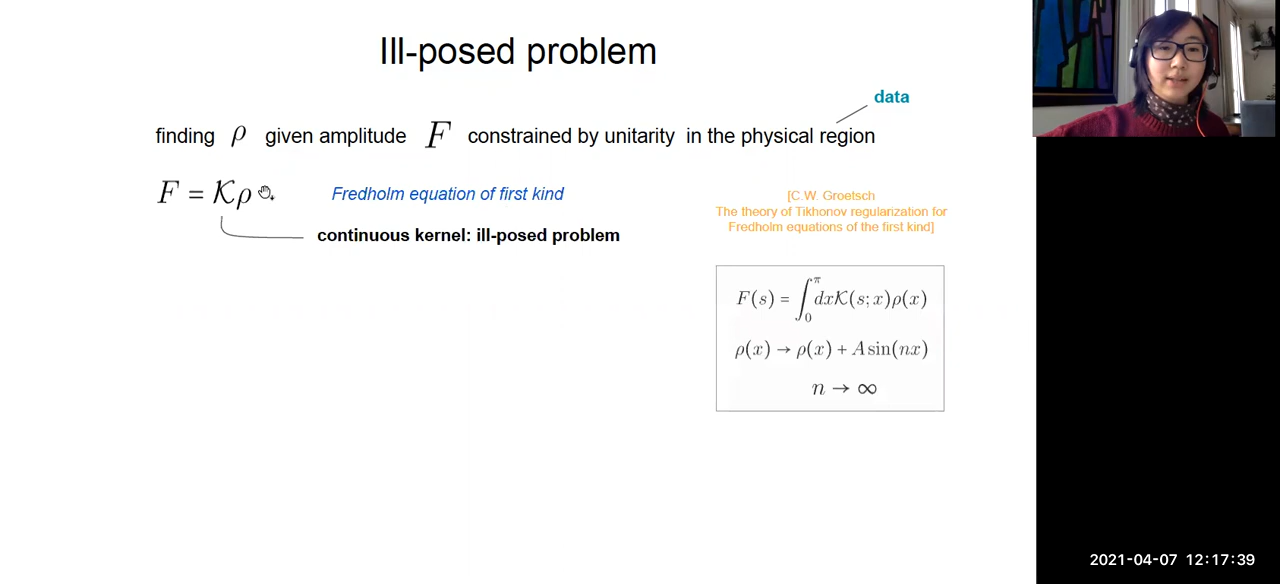 Ill-posed problem
data
finding ρ given amplitude F constrained by unitarity in the physical region
F = 𝒦ρ
Fredholm equation of first kind
continuous kernel: ill-posed problem
[C.W. Groetsch
The theory of Tikhonov regularization for
Fredholm equations of the first kind]
F(s) = ∫₀^π dx𝒦(s; x)ρ(x)
ρ(x) → ρ(x) + A sin(nx)
n → ∞
2021-04-07 12:17:39